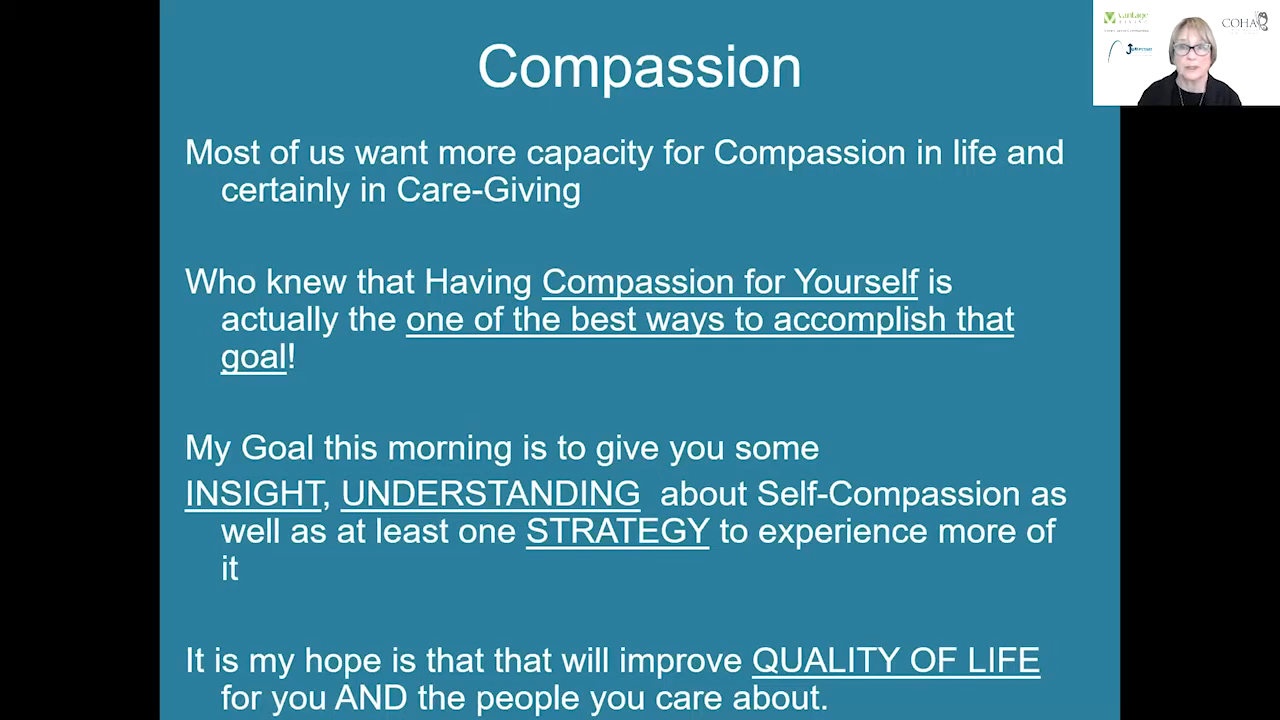 Compassion
Most of us want more capacity for Compassion in life and
certainly in Care-Giving
Who knew that Having Compassion for Yourself is
actually the one of the best ways to accomplish that
goal!
My Goal this morning is to give you some
INSIGHT, UNDERSTANDING about Self-Compassion as
well as at least one STRATEGY to experience more of
it
It is my hope is that that will improve QUALITY OF LIFE
for you AND the people you care about.
vantage
COHA